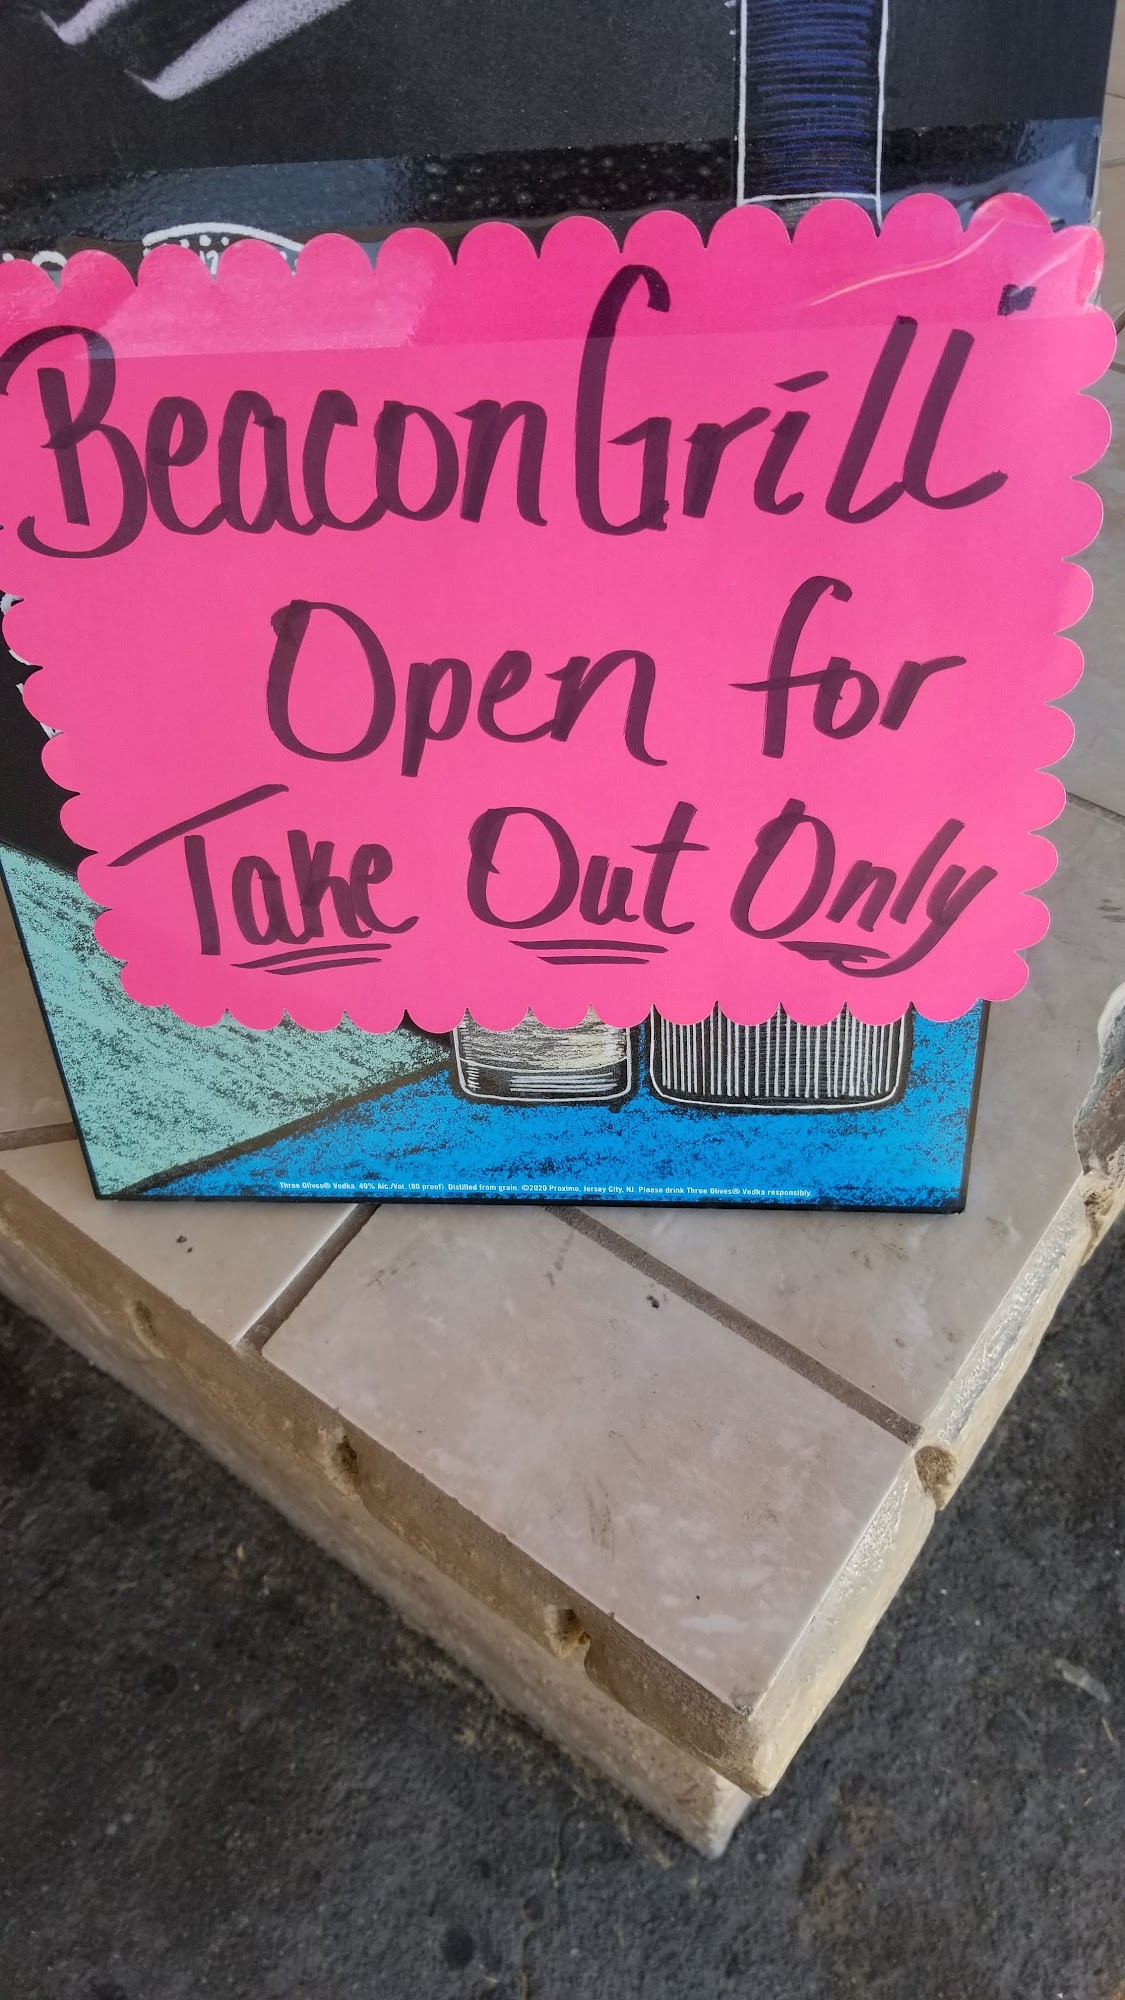 Beacon Grill"
Open for
Take Out Only
Three Olives® Vodka. 40% Alc./Vol. (80 proof). Distilled from grain. ©2020 Proximo, Jersey City, NJ. Please drink Three Olives® Vodka responsibly.